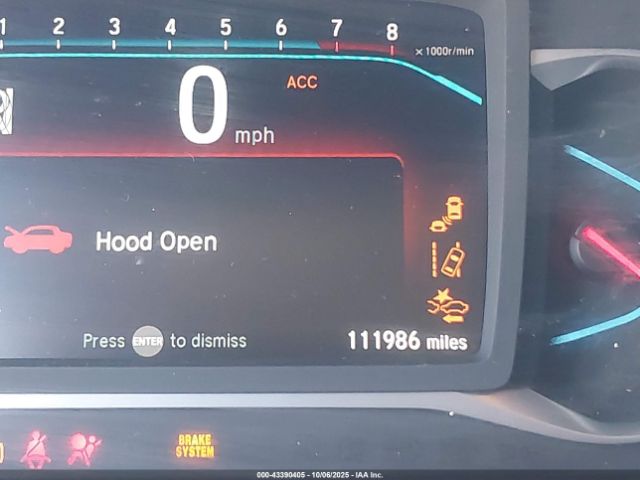 1 2 3 4 5 6 7 8
x 1000r/min
ACC
0 mph
Hood Open
Press ENTER to dismiss
111986 miles
BRAKE
SYSTEM
000-43390405 - 10/06/2025 - IAA Inc.